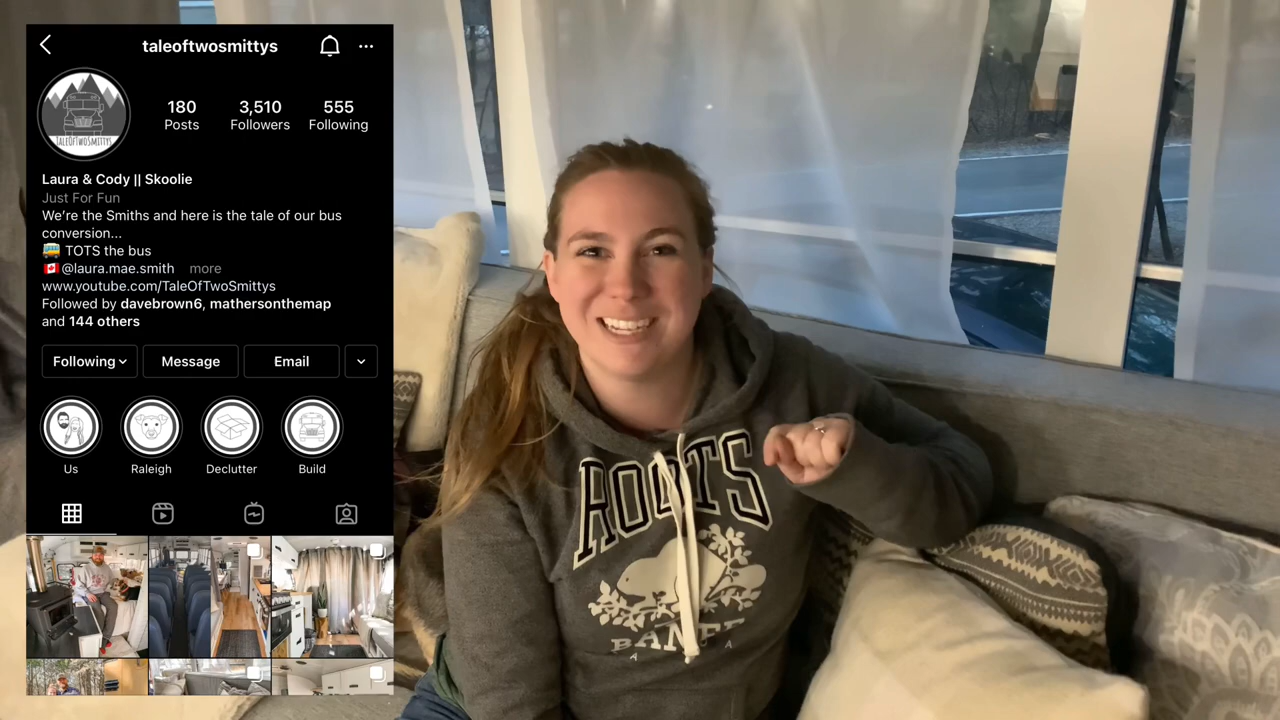 taleoftwosmittys
TALEOFTWOSMITTYS
180
Posts
3,510
Followers
555
Following
Laura & Cody || Skoolie
Just For Fun
We're the Smiths and here is the tale of our bus
conversion...
🚌 TOTS the bus
🇨🇦 @laura.mae.smith more
www.youtube.com/TaleOfTwoSmittys
Followed by davebrown6, mathersonthemap
and 144 others
Following
Message
Email
Us
Raleigh
Declutter
Build
ROOTS
BANFF